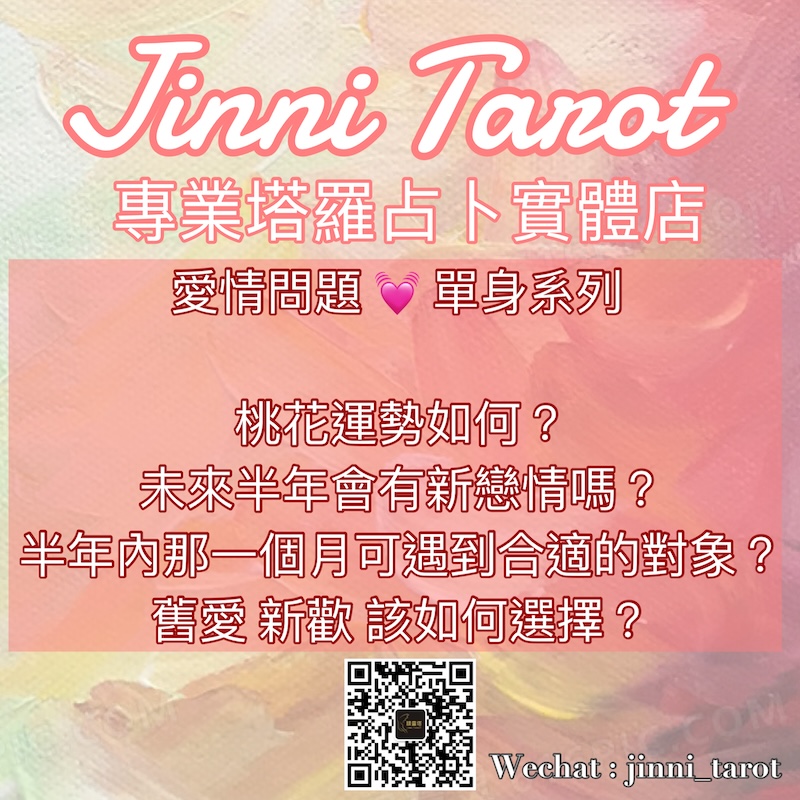 Jinni Tarot
專業塔羅占卜實體店
愛情問題 💓 單身系列
桃花運勢如何？
未來半年會有新戀情嗎？
半年內那一個月可遇到合適的對象？
舊愛 新歡 該如何選擇？
Wechat : jinni_tarot